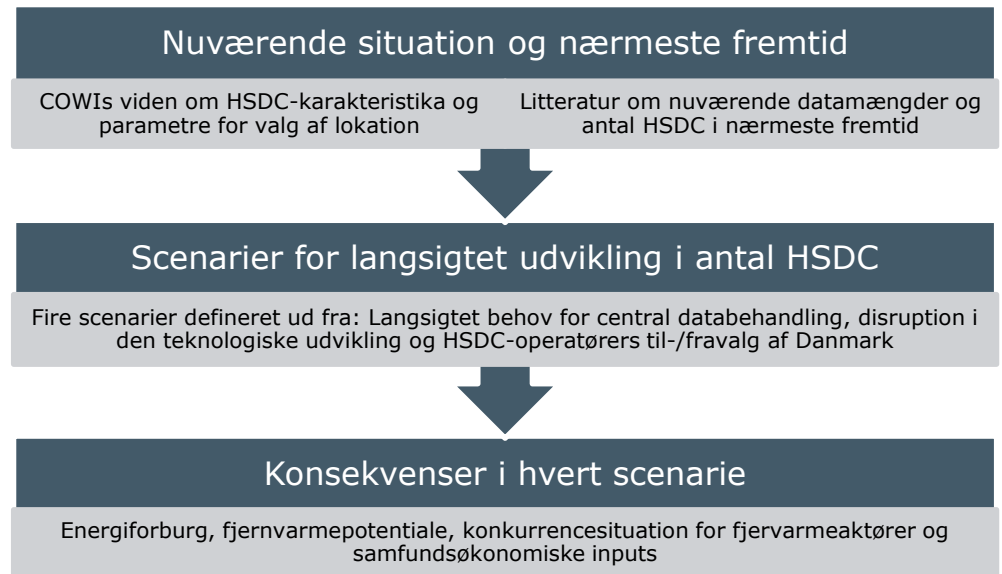 Nuværende situation og nærmeste fremtid
COWIs viden om HSDC-karakteristika og
parametre for valg af lokation
Litteratur om nuværende datamængder og
antal HSDC i nærmeste fremtid
Scenarier for langsigtet udvikling i antal HSDC
Fire scenarier defineret ud fra: Langsigtet behov for central databehandling, disruption i
den teknologiske udvikling og HSDC-operatørers til-/fravalg af Danmark
Konsekvenser i hvert scenarie
Energiforburg, fjernvarmepotentiale, konkurrencesituation for fjervarmeaktører og
samfundsøkonomiske inputs